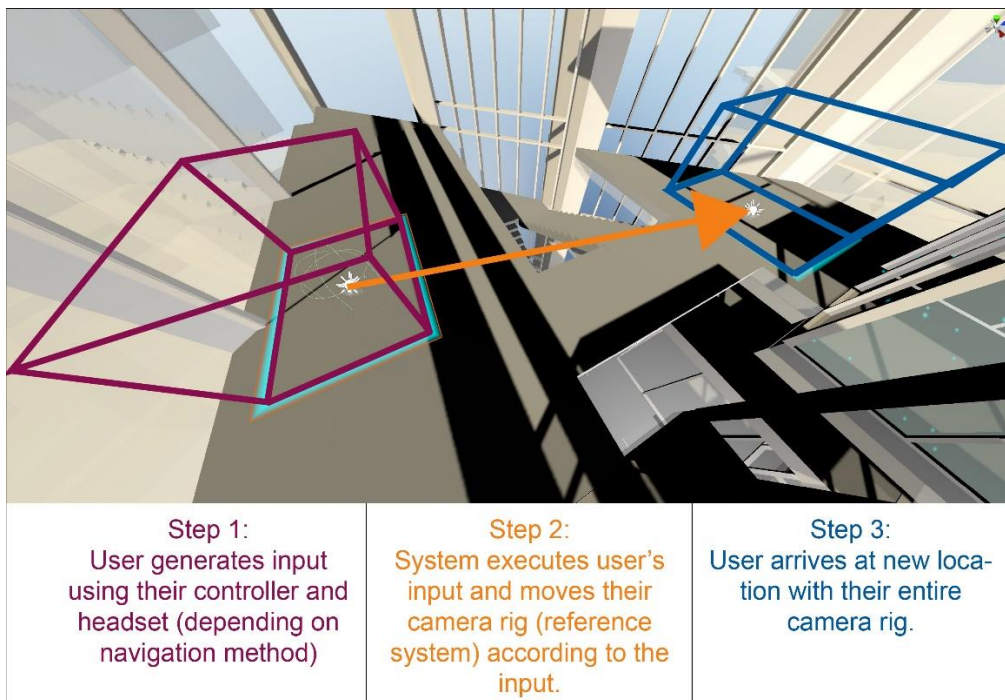 Step 1:
User generates input
using their controller and
headset (depending on
navigation method)
Step 2:
System executes user’s
input and moves their
camera rig (reference
system) according to the
input.
Step 3:
User arrives at new loca-
tion with their entire
camera rig.